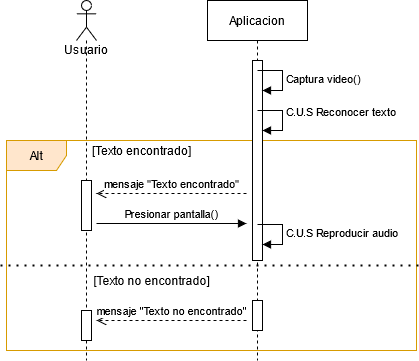 Usuario
Aplicacion
Captura video()
C.U.S Reconocer texto
Alt
[Texto encontrado]
mensaje "Texto encontrado"
Presionar pantalla()
C.U.S Reproducir audio
[Texto no encontrado]
mensaje "Texto no encontrado"